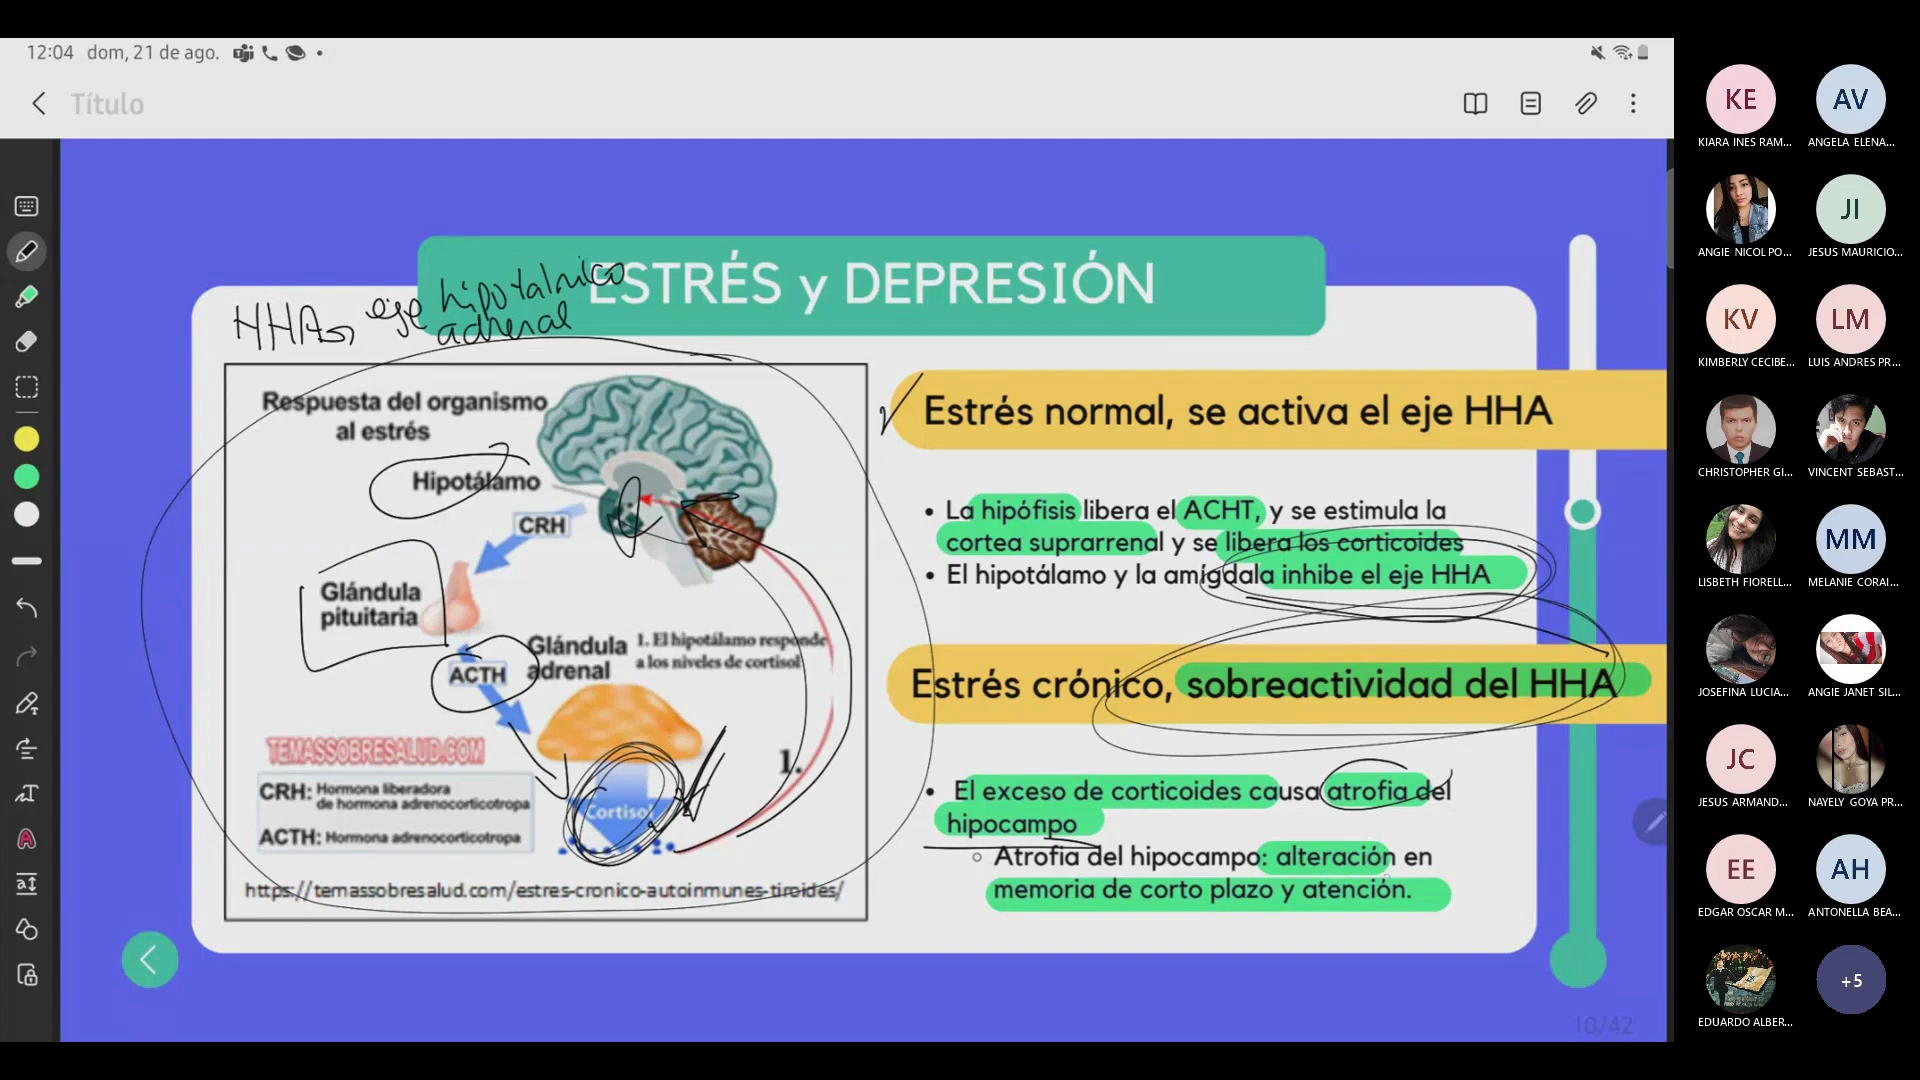 12:04 dom, 21 de ago.
Título
ESTRÉS y DEPRESIÓN
HHA
eje hipotalmico
adrenal
Respuesta del organismo
al estrés
Hipotálamo
CRH
Glándula
pituitaria
ACTH
Glándula
adrenal
1. El hipotálamo responde
a los niveles de cortisol
1.
Cortisol
TEMASSOBRESALUD.COM
CRH: Hormona liberadora
de hormona adrenocorticotropa
ACTH: Hormona adrenocorticotropa
https://temassobresalud.com/estres-cronico-autoinmunes-tiroides/
Estrés normal, se activa el eje HHA
• La hipófisis libera el ACHT, y se estimula la
cortea suprarrenal y se libera los corticoides
• El hipotálamo y la amígdala inhibe el eje HHA
Estrés crónico, sobreactividad del HHA
• El exceso de corticoides causa atrofia del
hipocampo
Atrofia del hipocampo: alteración en
memoria de corto plazo y atención.
10/42
KE
KIARA INES RAM...
AV
ANGELA ELENA...
ANGIE NICOL PO...
JI
JESUS MAURICIO...
KV
KIMBERLY CECIBE...
LM
LUIS ANDRES PR...
CHRISTOPHER GI...
VINCENT SEBAST...
LISBETH FIORELL...
MM
MELANIE CORAI...
JOSEFINA LUCIA...
ANGIE JANET SIL...
JC
JESUS ARMAND...
NAYELY GOYA PR...
EE
EDGAR OSCAR M...
AH
ANTONELLA BEA...
EDUARDO ALBER...
+5